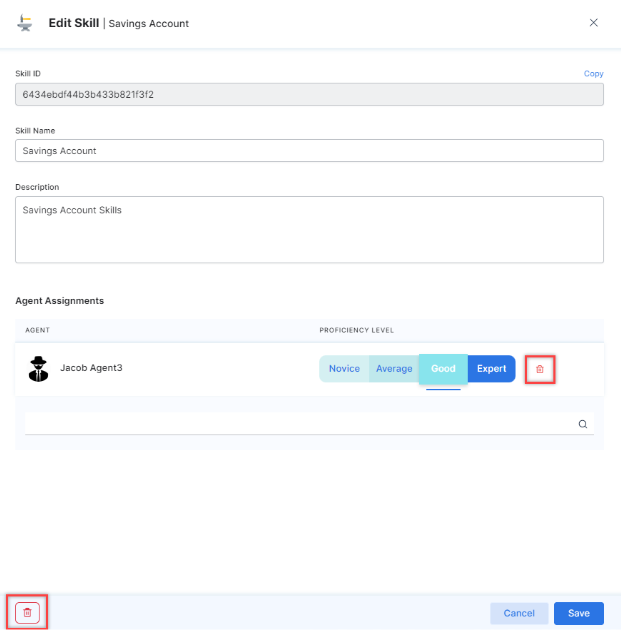 Edit Skill | Savings Account
Skill ID
Copy
6434ebdf44b3b433b821f3f2
Skill Name
Savings Account
Description
Savings Account Skills
Agent Assignments
AGENT PROFICIENCY LEVEL
Jacob Agent3 Novice Average Good Expert
Cancel Save